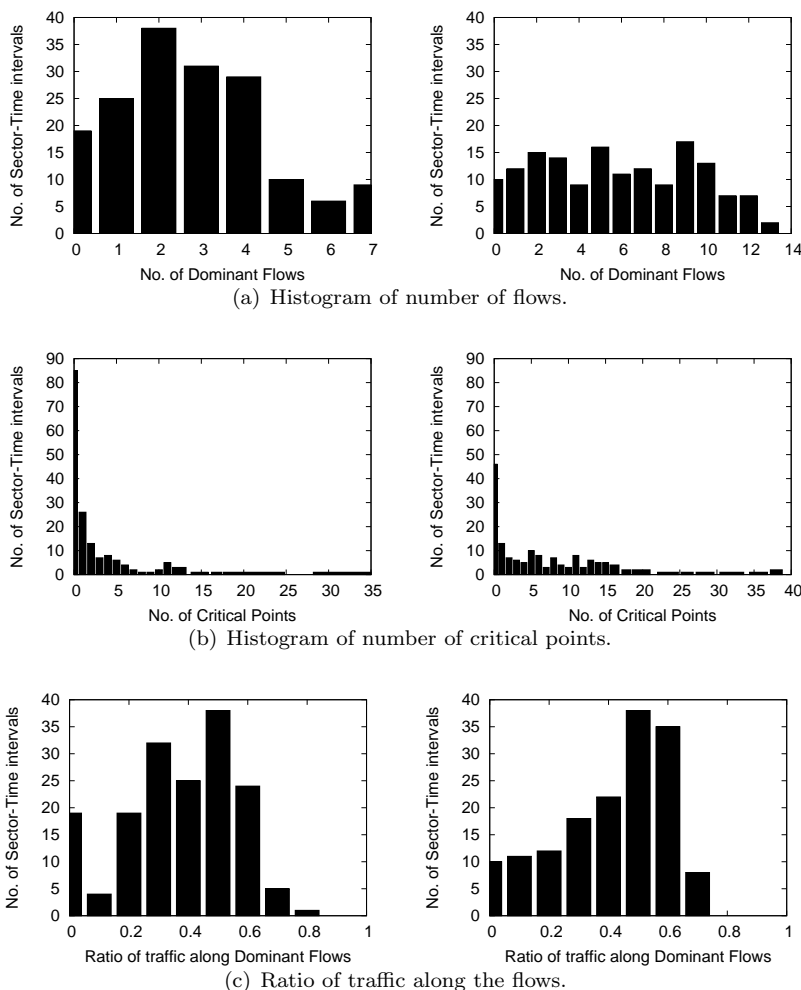 No. of Sector-Time intervals
40
35
30
25
20
15
10
5
0
0 1 2 3 4 5 6 7
No. of Dominant Flows
No. of Sector-Time intervals
40
35
30
25
20
15
10
5
0
0 2 4 6 8 10 12 14
No. of Dominant Flows
(a) Histogram of number of flows.
No. of Sector-Time intervals
90
80
70
60
50
40
30
20
10
0
0 5 10 15 20 25 30 35
No. of Critical Points
No. of Sector-Time intervals
90
80
70
60
50
40
30
20
10
0
0 5 10 15 20 25 30 35 40
No. of Critical Points
(b) Histogram of number of critical points.
No. of Sector-Time intervals
40
35
30
25
20
15
10
5
0
0 0.2 0.4 0.6 0.8 1
Ratio of traffic along Dominant Flows
No. of Sector-Time intervals
40
35
30
25
20
15
10
5
0
0 0.2 0.4 0.6 0.8 1
Ratio of traffic along Dominant Flows
(c) Ratio of traffic along the flows.